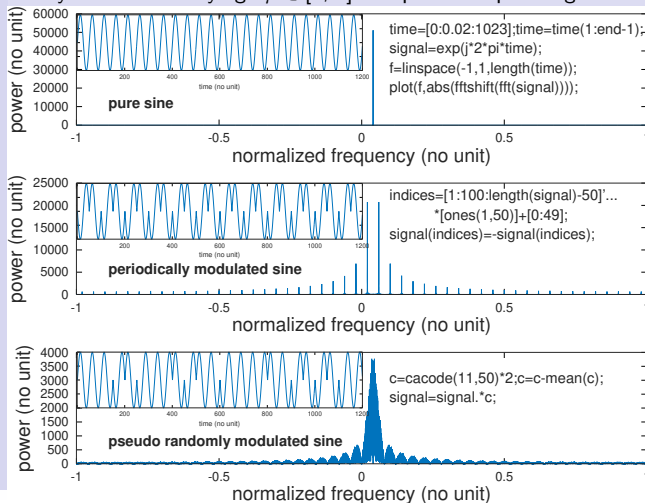 60000
50000
40000
30000
20000
10000
0
power (no unit)
200 400 600 800 1000 1200
time (no unit)
pure sine
time=[0:0.02:1023];time=time(1:end-1);
signal=exp(j*2*pi*time);
f=linspace(-1,1,length(time));
plot(f,abs(fftshift(fft(signal))));
-1 -0.5 0 0.5
normalized frequency (no unit)
25000
20000
15000
10000
5000
0
power (no unit)
200 400 600 800 1000 1200
time (no unit)
periodically modulated sine
indices=[1:100:length(signal)-50]'...
*[ones(1,50)]+[0:49];
signal(indices)=-signal(indices);
-1 -0.5 0 0.5
normalized frequency (no unit)
4000
3500
3000
2500
2000
1500
1000
500
0
power (no unit)
0 200 400 600 800 1000 1200
time (no unit)
pseudo randomly modulated sine
c=cacode(11,50)*2;c=c-mean(c);
signal=signal.*c;
-1 -0.5 0 0.5
normalized frequency (no unit)